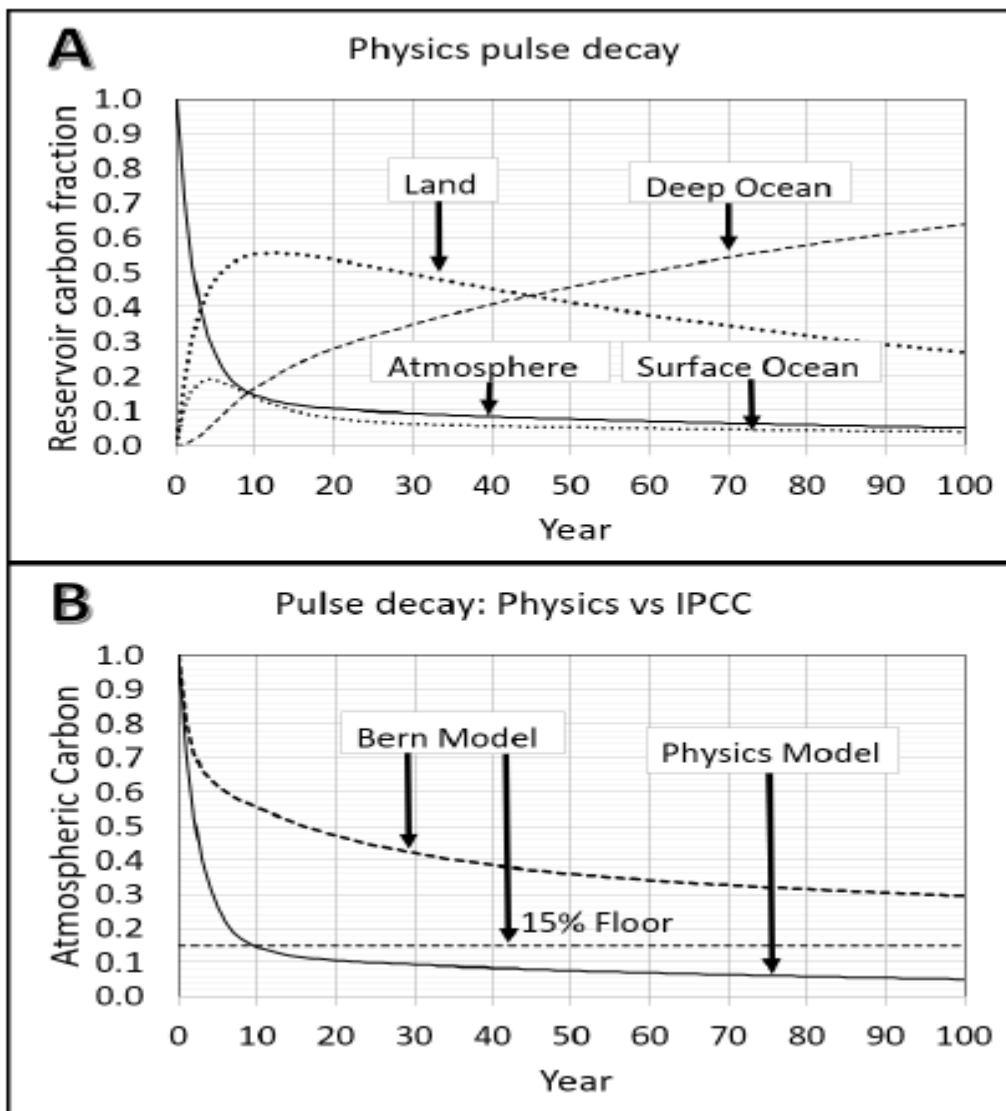 A
Physics pulse decay
Reservoir carbon fraction
1.0
0.9
0.8
0.7
0.6
0.5
0.4
0.3
0.2
0.1
0.0
Land
Deep Ocean
Atmosphere
Surface Ocean
0 10 20 30 40 50 60 70 80 90 100
Year
B
Pulse decay: Physics vs IPCC
Atmospheric Carbon
1.0
0.9
0.8
0.7
0.6
0.5
0.4
0.3
0.2
0.1
0.0
Bern Model
Physics Model
15% Floor
0 10 20 30 40 50 60 70 80 90 100
Year